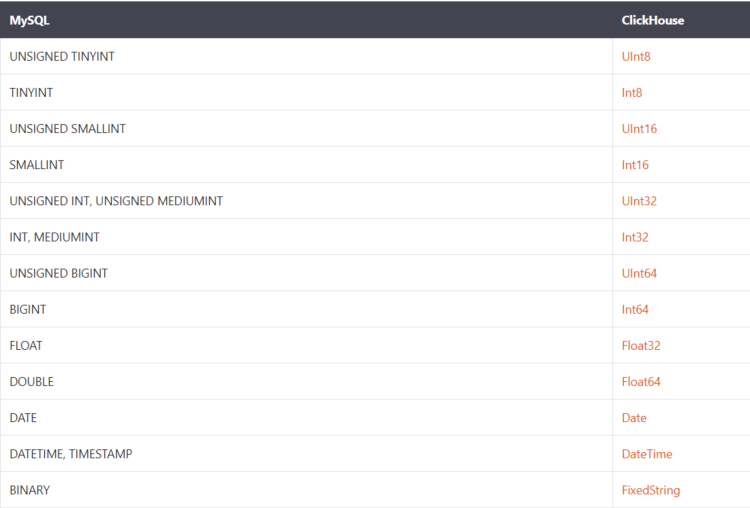 MySQL ClickHouse
UNSIGNED TINYINT UInt8
TINYINT Int8
UNSIGNED SMALLINT UInt16
SMALLINT Int16
UNSIGNED INT, UNSIGNED MEDIUMINT UInt32
INT, MEDIUMINT Int32
UNSIGNED BIGINT UInt64
BIGINT Int64
FLOAT Float32
DOUBLE Float64
DATE Date
DATETIME, TIMESTAMP DateTime
BINARY FixedString